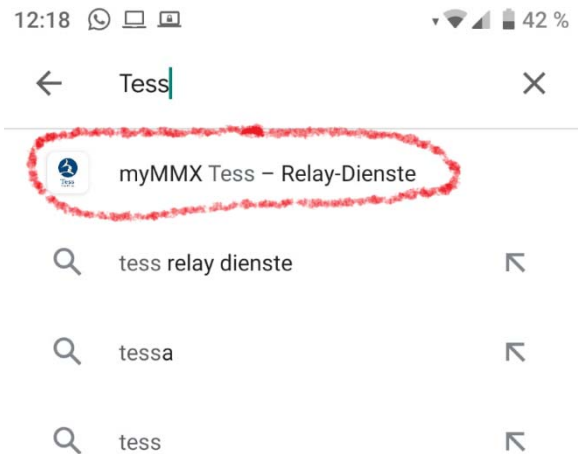 12:18 42 %
Tess
myMMX Tess – Relay-Dienste
tess relay dienste
tessa
tess